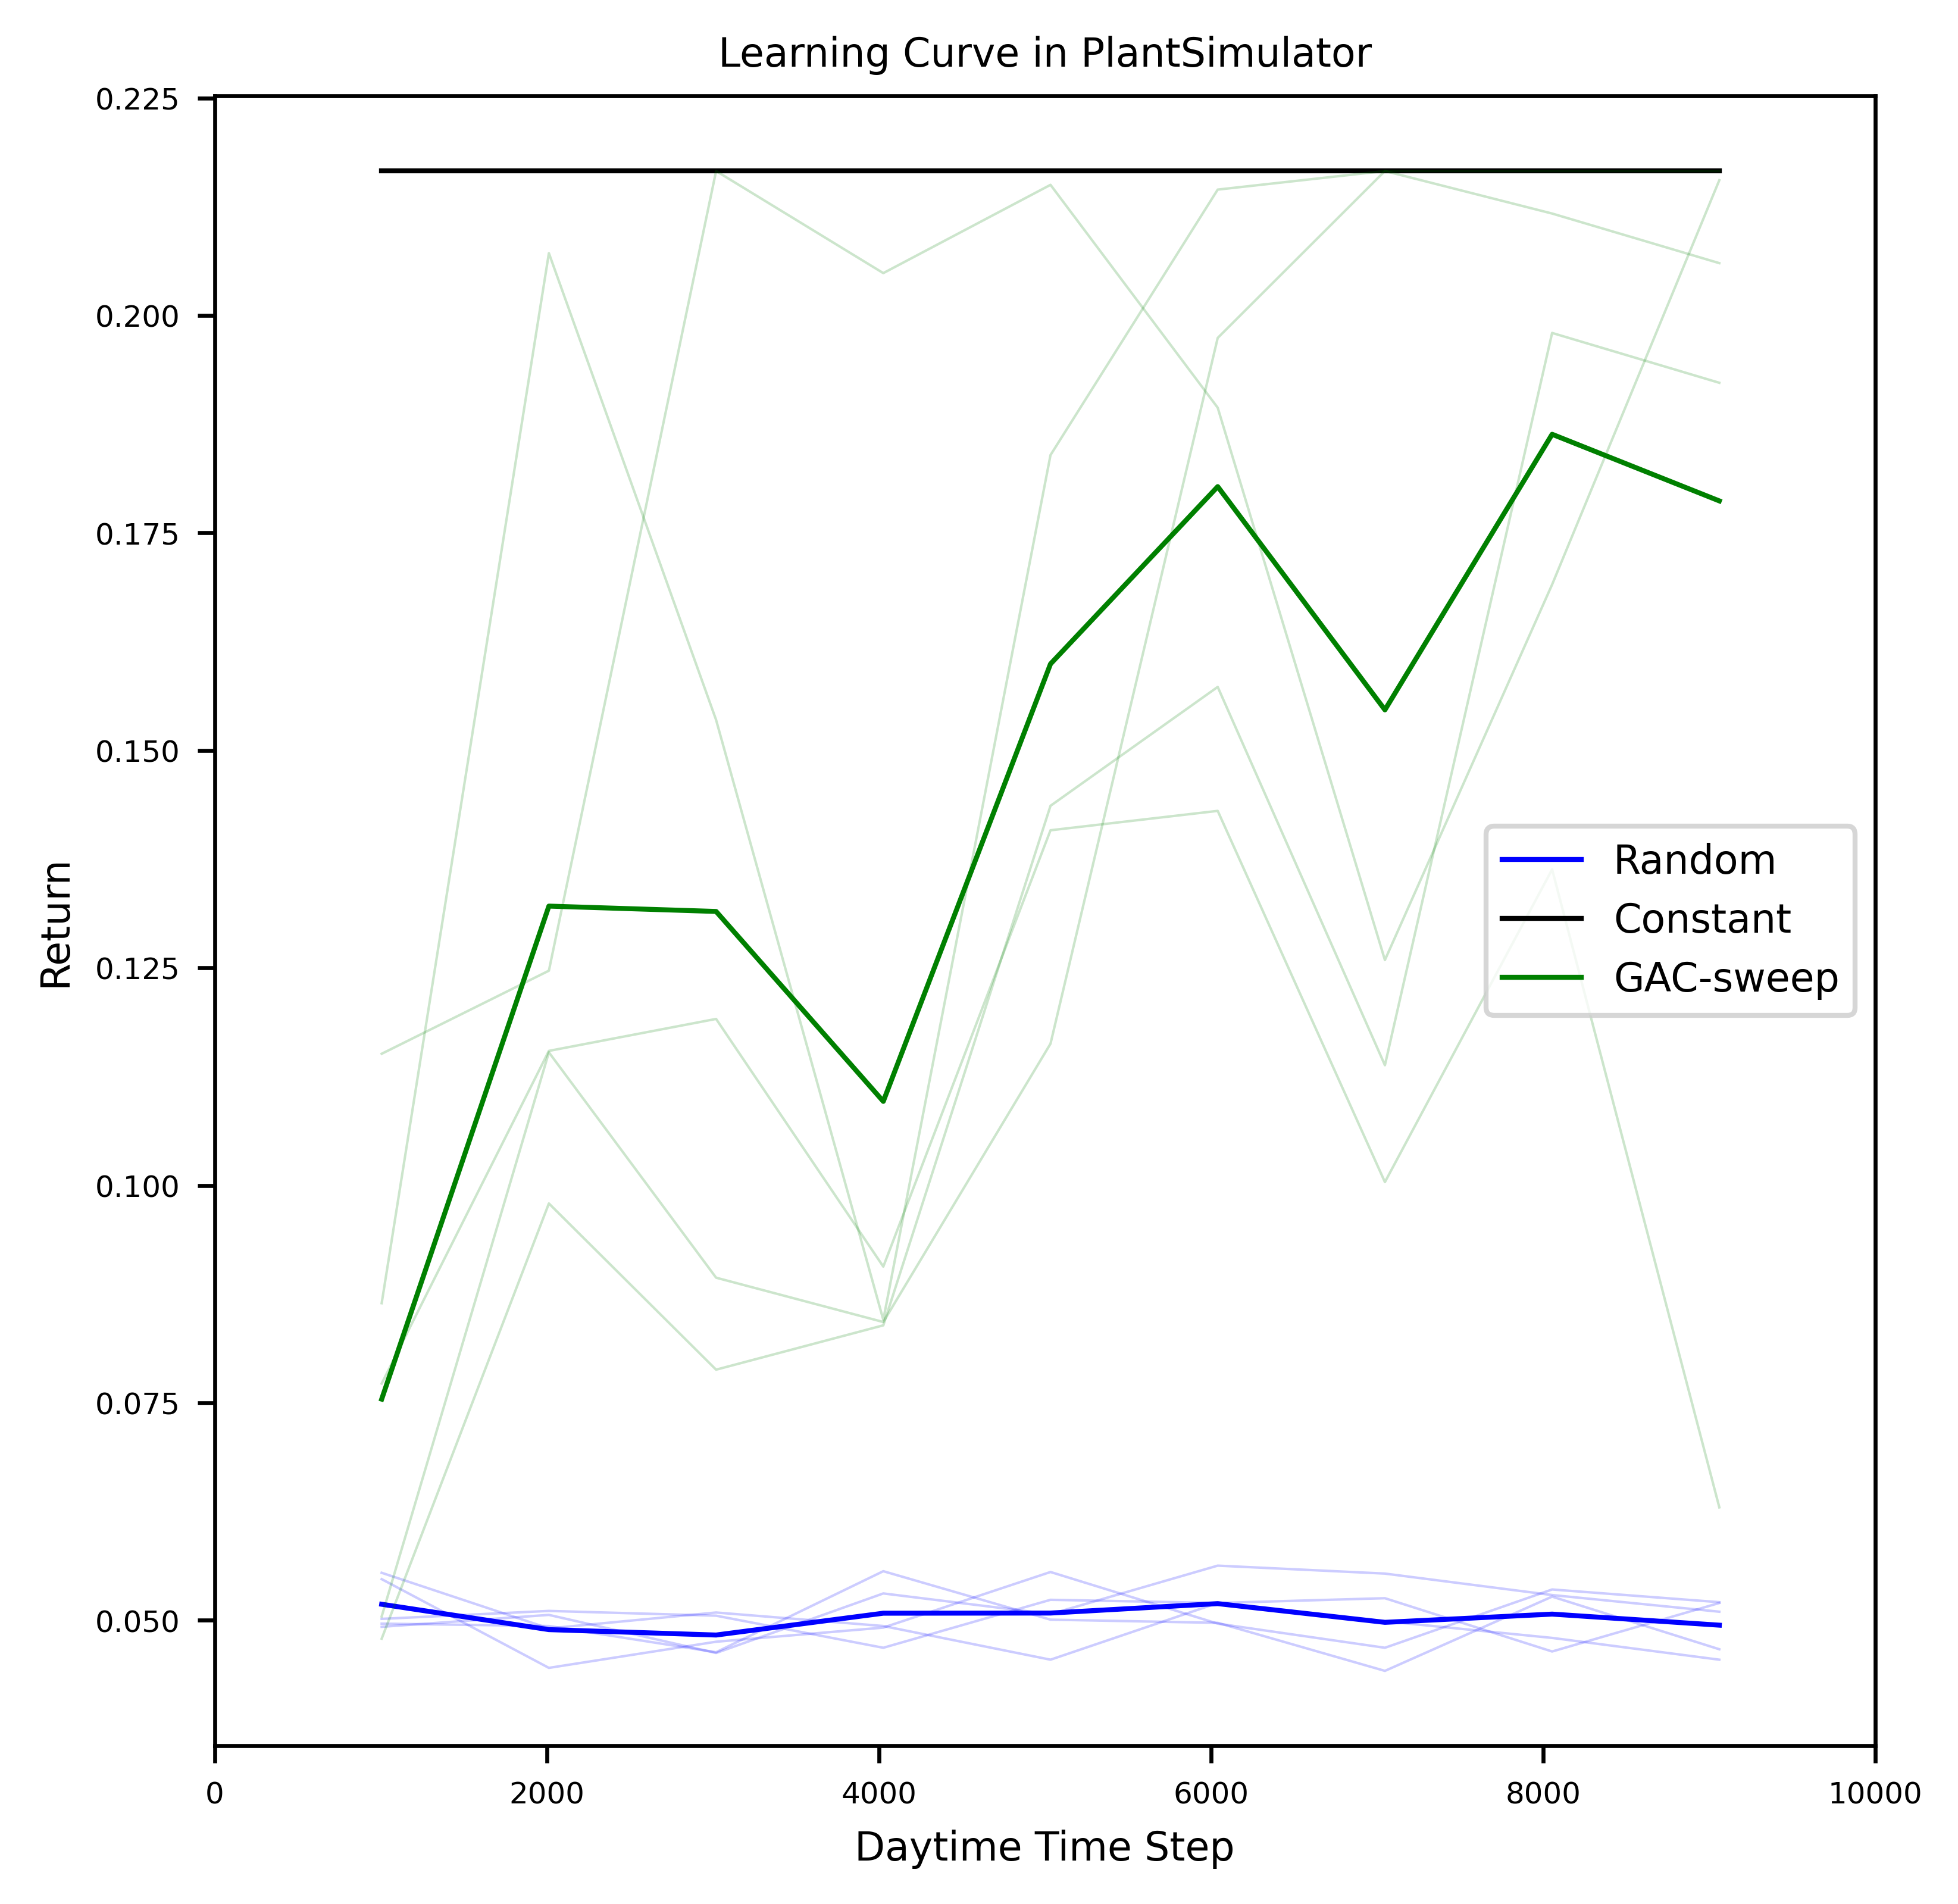 Learning Curve in PlantSimulator
0.225
0.200
0.175
0.150
0.125
0.100
0.075
0.050
Return
Random
Constant
GAC-sweep
0 2000 4000 6000 8000 10000
Daytime Time Step